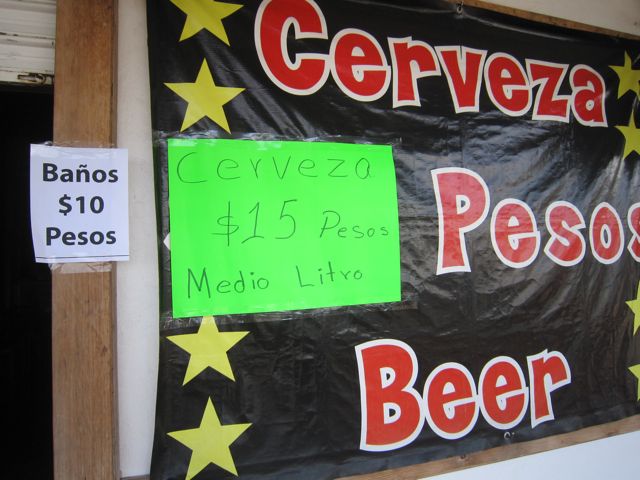 Baños
$10
Pesos
Cerveza
Cerveza
$15 Pesos
Medio Litro
Pesos
Beer